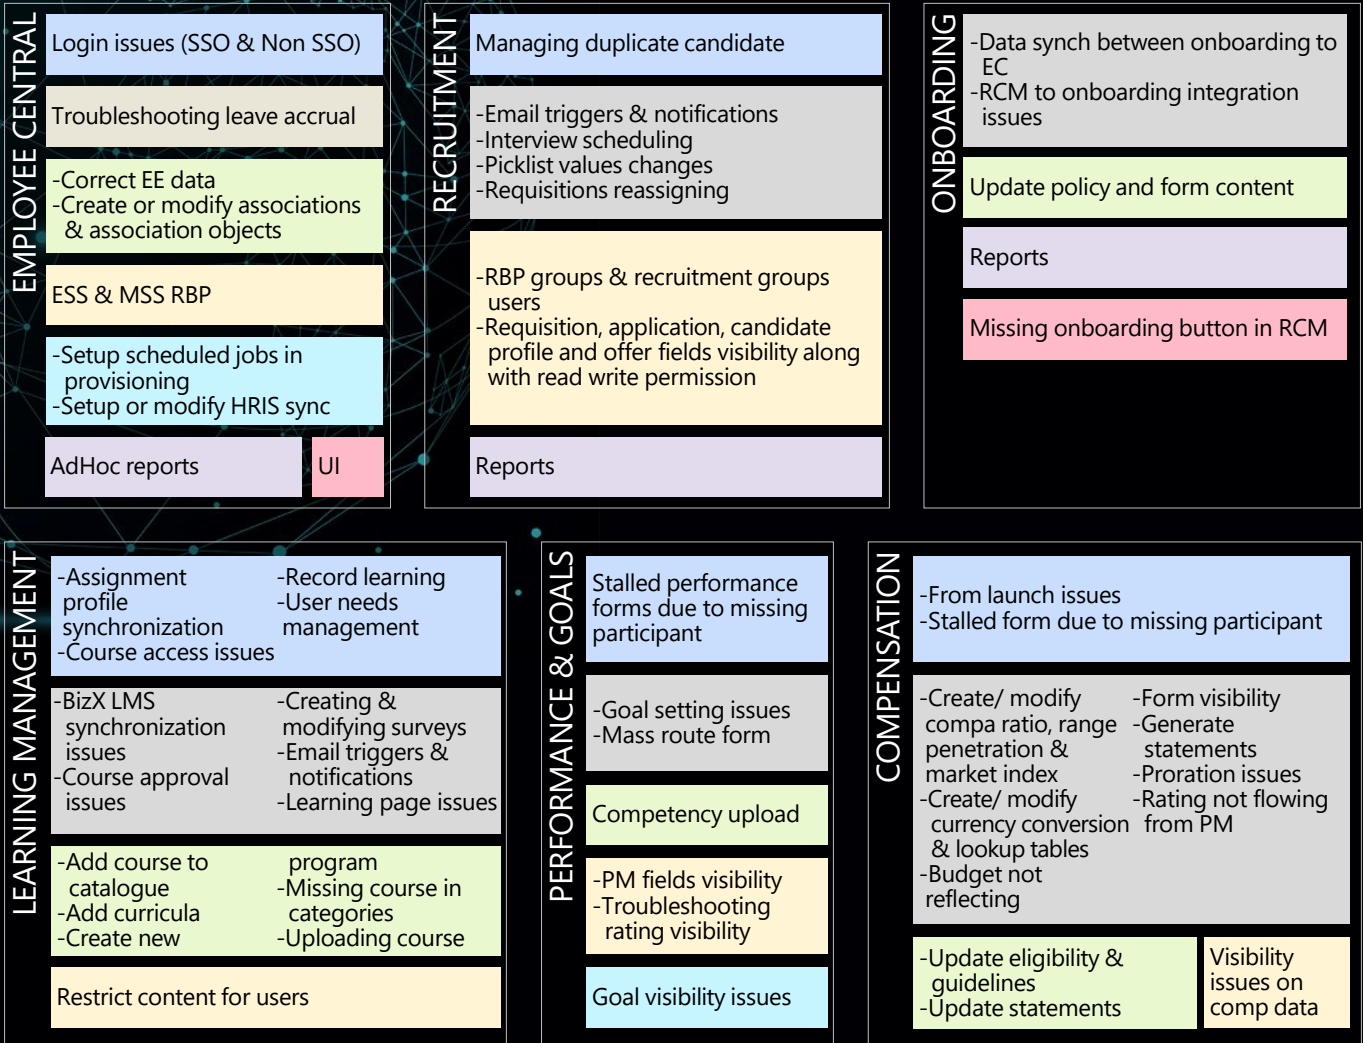 EMPLOYEE CENTRAL
Login issues (SSO & Non SSO)
Troubleshooting leave accrual
-Correct EE data
-Create or modify associations
& association objects
ESS & MSS RBP
-Setup scheduled jobs in
provisioning
-Setup or modify HRIS sync
AdHoc reports
UI
RECRUITMENT
Managing duplicate candidate
-Email triggers & notifications
-Interview scheduling
-Picklist values changes
-Requisitions reassigning
-RBP groups & recruitment groups
users
-Requisition, application, candidate
profile and offer fields visibility along
with read write permission
Reports
ONBOARDING
-Data synch between onboarding to
EC
-RCM to onboarding integration
issues
Update policy and form content
Reports
Missing onboarding button in RCM
LEARNING MANAGEMENT
-Assignment
profile
synchronization
-Course access issues
-Record learning
-User needs
management
-BizX LMS
synchronization
issues
-Course approval
issues
-Creating &
modifying surveys
-Email triggers &
notifications
-Learning page issues
-Add course to
catalogue
-Add curricula
-Create new
program
-Missing course in
categories
-Uploading course
Restrict content for users
PERFORMANCE & GOALS
Stalled performance
forms due to missing
participant
-Goal setting issues
-Mass route form
Competency upload
-PM fields visibility
-Troubleshooting
rating visibility
Goal visibility issues
COMPENSATION
-From launch issues
-Stalled form due to missing participant
-Create/ modify
compa ratio, range
penetration &
market index
-Create/ modify
currency conversion
& lookup tables
-Budget not
reflecting
-Form visibility
-Generate
statements
-Proration issues
-Rating not flowing
from PM
-Update eligibility &
guidelines
-Update statements
Visibility
issues on
comp data